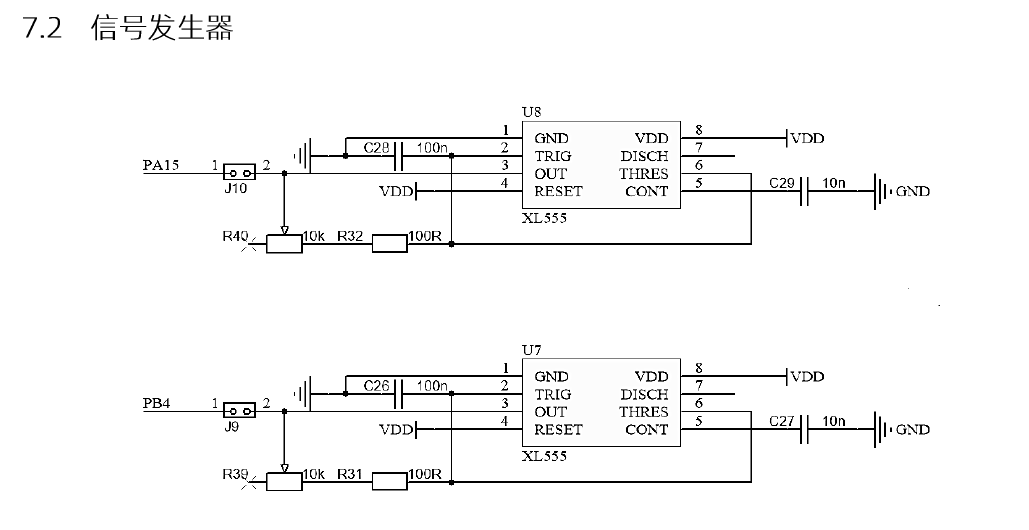 7.2 信号发生器
U8
1 GND VDD 8 VDD
C28 100n 2 TRIG DISCH 7
PA15 1 2 3 OUT THRES 6
J10 VDD 4 RESET CONT 5 C29 10n GND
XL555
R40 10k R32 100R
U7
1 GND VDD 8 VDD
C26 100n 2 TRIG DISCH 7
PB4 1 2 3 OUT THRES 6
J9 VDD 4 RESET CONT 5 C27 10n GND
XL555
R39 10k R31 100R